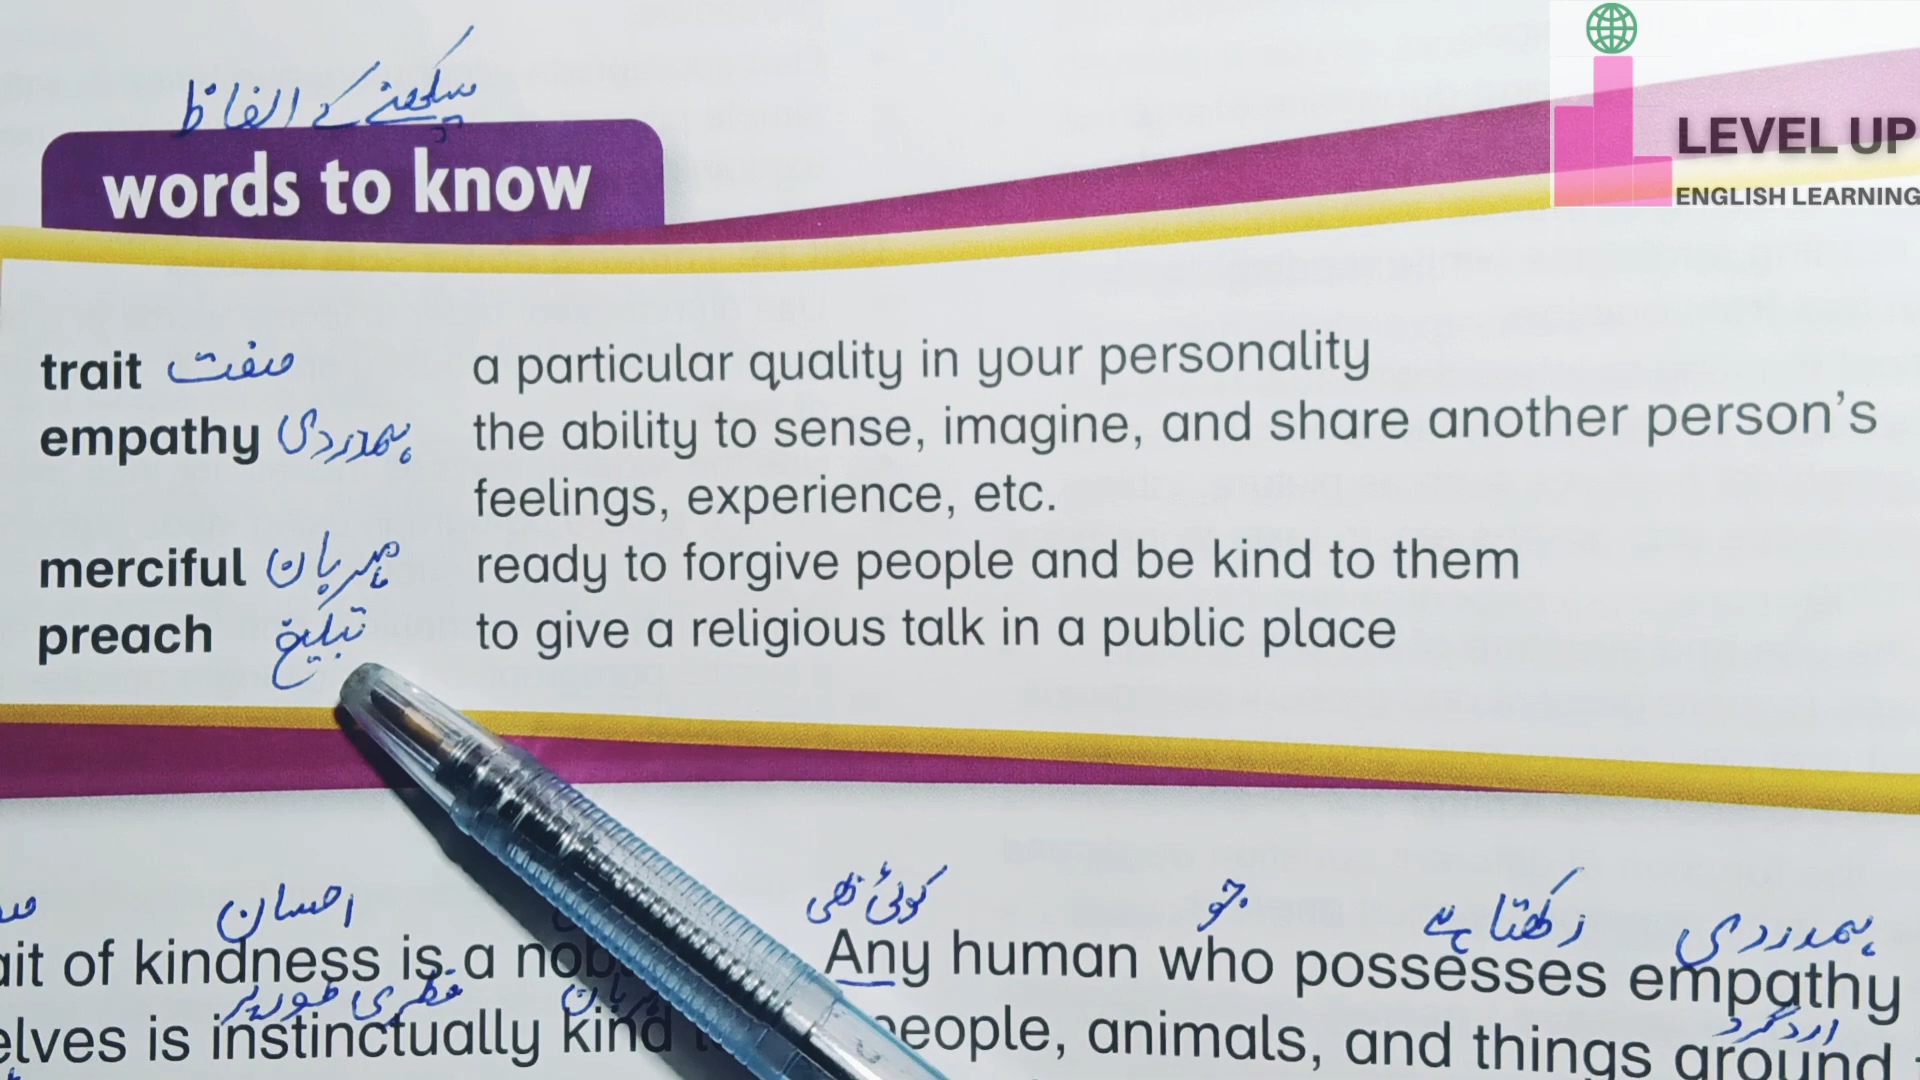 سیکھنے کے الفاظ
LEVEL UP
ENGLISH LEARNING
words to know
trait صفت a particular quality in your personality
empathy ہمدردی the ability to sense, imagine, and share another person's
feelings, experience, etc.
merciful مہربان ready to forgive people and be kind to them
preach تبلیغ to give a religious talk in a public place
احسان کوئی بھی جو رکھتا ہے ہمدردی
of kindness is a Any human who possesses empathy
فطری طور پر اردگرد
is instinctually kind people, animals, and things around